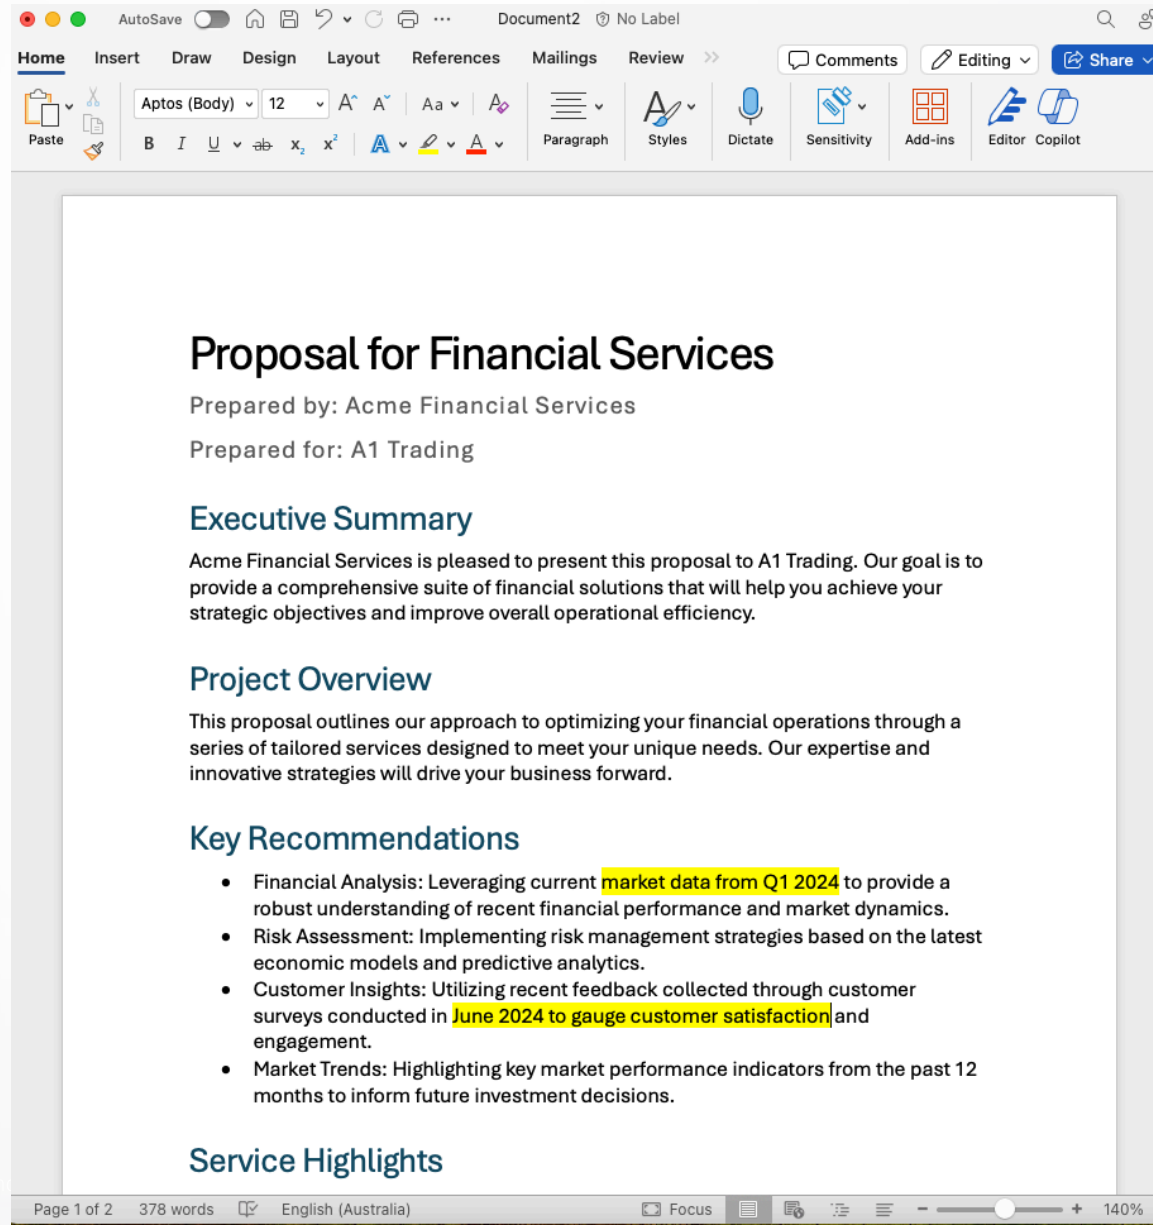 AutoSave Document2 No Label
Home Insert Draw Design Layout References Mailings Review Comments Editing Share
Aptos (Body) 12 A A Aa A
Paste B I U ab x₂ x² A A Paragraph Styles Dictate Sensitivity Add-ins Editor Copilot
Proposal for Financial Services
Prepared by: Acme Financial Services
Prepared for: A1 Trading
Executive Summary
Acme Financial Services is pleased to present this proposal to A1 Trading. Our goal is to
provide a comprehensive suite of financial solutions that will help you achieve your
strategic objectives and improve overall operational efficiency.
Project Overview
This proposal outlines our approach to optimizing your financial operations through a
series of tailored services designed to meet your unique needs. Our expertise and
innovative strategies will drive your business forward.
Key Recommendations
• Financial Analysis: Leveraging current market data from Q1 2024 to provide a
robust understanding of recent financial performance and market dynamics.
• Risk Assessment: Implementing risk management strategies based on the latest
economic models and predictive analytics.
• Customer Insights: Utilizing recent feedback collected through customer
surveys conducted in June 2024 to gauge customer satisfaction and
engagement.
• Market Trends: Highlighting key market performance indicators from the past 12
months to inform future investment decisions.
Service Highlights
Page 1 of 2 378 words English (Australia) Focus 140%